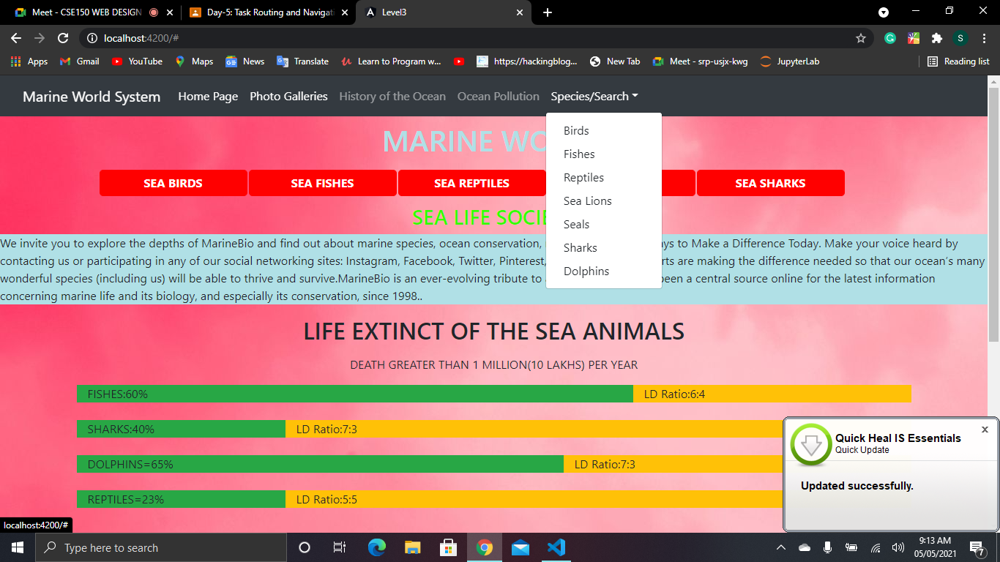 Meet - CSE150 WEB DESIGN
Day-5: Task Routing and Navigati
Level3
localhost:4200/#
S
Apps
Gmail
YouTube
Maps
News
Translate
Learn to Program w...
https://hackingblog...
New Tab
Meet - srp-usjx-kwg
JupyterLab
Reading list
Marine World System
Home Page
Photo Galleries
History of the Ocean
Ocean Pollution
Species/Search
Birds
Fishes
Reptiles
Sea Lions
Seals
Sharks
Dolphins
MARINE WO
SEA BIRDS
SEA FISHES
SEA REPTILES
SEA SHARKS
SEA LIFE SOCIE
We invite you to explore the depths of MarineBio and find out about marine species, ocean conservation, ays to Make a Difference Today. Make your voice heard by
contacting us or participating in any of our social networking sites: Instagram, Facebook, Twitter, Pinterest, rts are making the difference needed so that our ocean's many
wonderful species (including us) will be able to thrive and survive.MarineBio is an ever-evolving tribute to been a central source online for the latest information
concerning marine life and its biology, and especially its conservation, since 1998..
LIFE EXTINCT OF THE SEA ANIMALS
DEATH GREATER THAN 1 MILLION(10 LAKHS) PER YEAR
FISHES:60% LD Ratio:6:4
SHARKS:40% LD Ratio:7:3
DOLPHINS=65% LD Ratio:7:3
REPTILES=23% LD Ratio:5:5
Quick Heal IS Essentials
Quick Update
Updated successfully.
localhost:4200/#
Type here to search
9:13 AM
05/05/2021
7